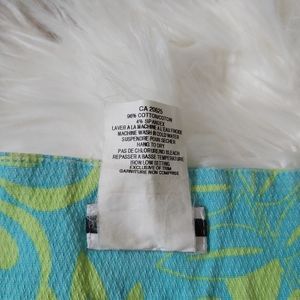 CA 20825
96% COTTON/COTTON
4% SPANDEX
LAVER A LA MACHINE A L'EAU FROIDE
MACHINE WASH IN COLD WATER
SUSPENDRE POUR SECHER
HANG TO DRY
PAS DE CHLORURE/NO BLEACH
REPASSER A BASSE TEMPERATURE
IRON LOW SETTING
EXCLUSIVE OF TRIM
GARNITURE NON COMPRISE